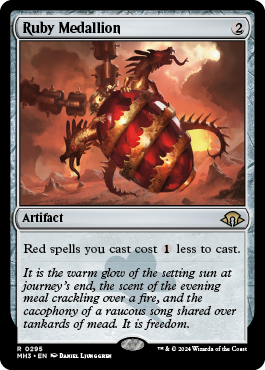 Ruby Medallion 2
Artifact
Red spells you cast cost 1 less to cast.
It is the warm glow of the setting sun at
journey's end, the scent of the evening
meal crackling over a fire, and the
cacophony of a raucous song shared over
tankards of mead. It is freedom.
R 0295
MH3 • EN Daniel Ljunggren
™ & © 2024 Wizards of the Coast